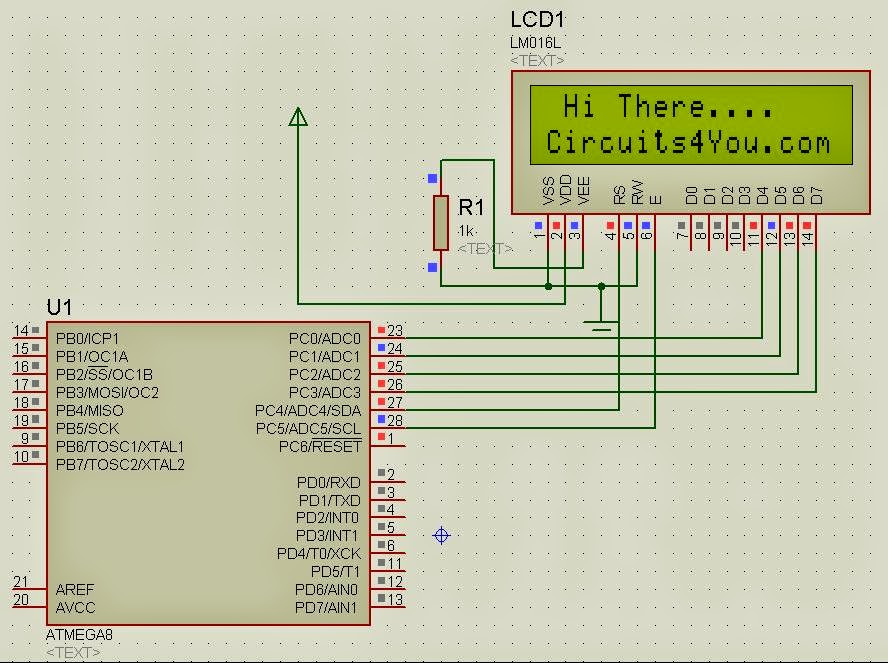 LCD1
LM016L
<TEXT>
Hi There....
Circuits4You.com
VSS VDD VEE RS RW E D0 D1 D2 D3 D4 D5 D6 D7
1 2 3 4 5 6 7 8 9 10 11 12 13 14
R1
1k
<TEXT>
U1
14 PB0/ICP1 PC0/ADC0 23
15 PB1/OC1A PC1/ADC1 24
16 PB2/SS/OC1B PC2/ADC2 25
17 PB3/MOSI/OC2 PC3/ADC3 26
18 PB4/MISO PC4/ADC4/SDA 27
19 PB5/SCK PC5/ADC5/SCL 28
9 PB6/TOSC1/XTAL1 PC6/RESET 1
10 PB7/TOSC2/XTAL2
PD0/RXD 2
PD1/TXD 3
PD2/INT0 4
PD3/INT1 5
PD4/T0/XCK 6
PD5/T1 11
21 AREF PD6/AIN0 12
20 AVCC PD7/AIN1 13
ATMEGA8
<TEXT>